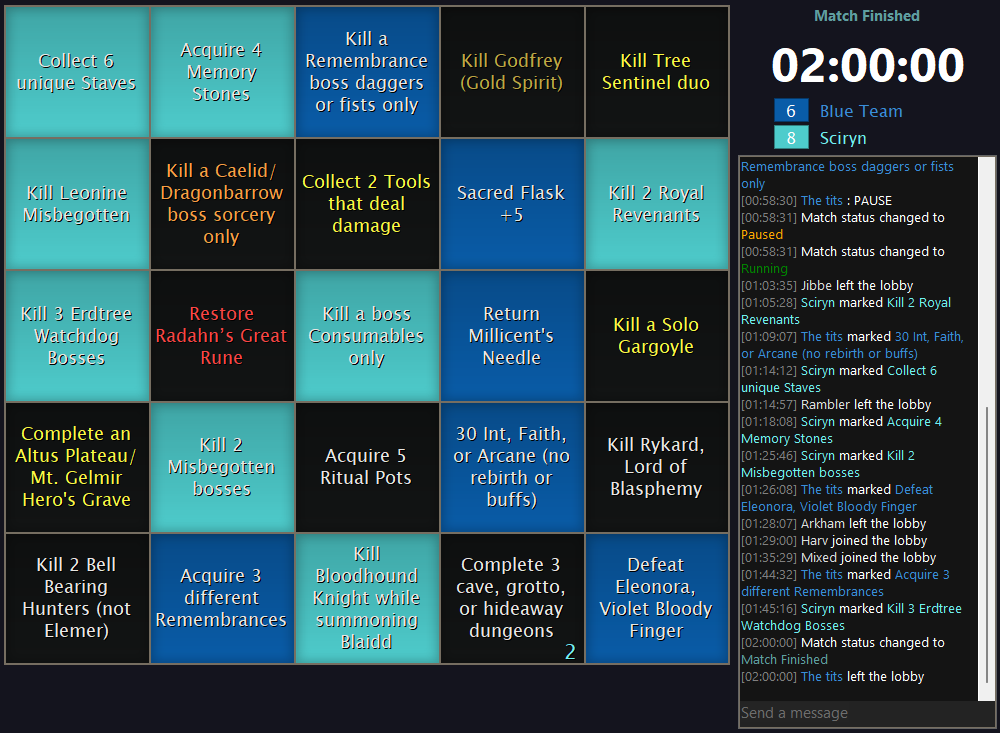 Collect 6
unique Staves
Acquire 4
Memory
Stones
Kill a
Remembrance
boss daggers
or fists only
Kill Godfrey
(Gold Spirit)
Kill Tree
Sentinel duo
Kill Leonine
Misbegotten
Kill a Caelid/
Dragonbarrow
boss sorcery
only
Collect 2 Tools
that deal
damage
Sacred Flask
+5
Kill 2 Royal
Revenants
Kill 3 Erdtree
Watchdog
Bosses
Restore
Radahn's Great
Rune
Kill a boss
Consumables
only
Return
Millicent's
Needle
Kill a Solo
Gargoyle
Complete an
Altus Plateau/
Mt. Gelmir
Hero's Grave
Kill 2
Misbegotten
bosses
Acquire 5
Ritual Pots
30 Int, Faith,
or Arcane (no
rebirth or
buffs)
Kill Rykard,
Lord of
Blasphemy
Kill 2 Bell
Bearing
Hunters (not
Elemer)
Acquire 3
different
Remembrances
Kill
Bloodhound
Knight while
summoning
Blaidd
Complete 3
cave, grotto,
or hideaway
dungeons
2
Defeat
Eleonora,
Violet Bloody
Finger
Match Finished
02:00:00
6 Blue Team
8 Sciryn
Remembrance boss daggers or fists
only
[00:58:30] The tits : PAUSE
[00:58:31] Match status changed to
Paused
[00:58:31] Match status changed to
Running
[01:03:35] Jibbe left the lobby
[01:05:28] Sciryn marked Kill 2 Royal
Revenants
[01:09:07] The tits marked 30 Int, Faith,
or Arcane (no rebirth or buffs)
[01:14:12] Sciryn marked Collect 6
unique Staves
[01:14:57] Rambler left the lobby
[01:18:08] Sciryn marked Acquire 4
Memory Stones
[01:25:46] Sciryn marked Kill 2
Misbegotten bosses
[01:26:08] The tits marked Defeat
Eleonora, Violet Bloody Finger
[01:28:07] Arkham left the lobby
[01:29:00] Harv joined the lobby
[01:35:29] Mixed joined the lobby
[01:44:32] The tits marked Acquire 3
different Remembrances
[01:45:16] Sciryn marked Kill 3 Erdtree
Watchdog Bosses
[02:00:00] Match status changed to
Match Finished
[02:00:00] The tits left the lobby
Send a message